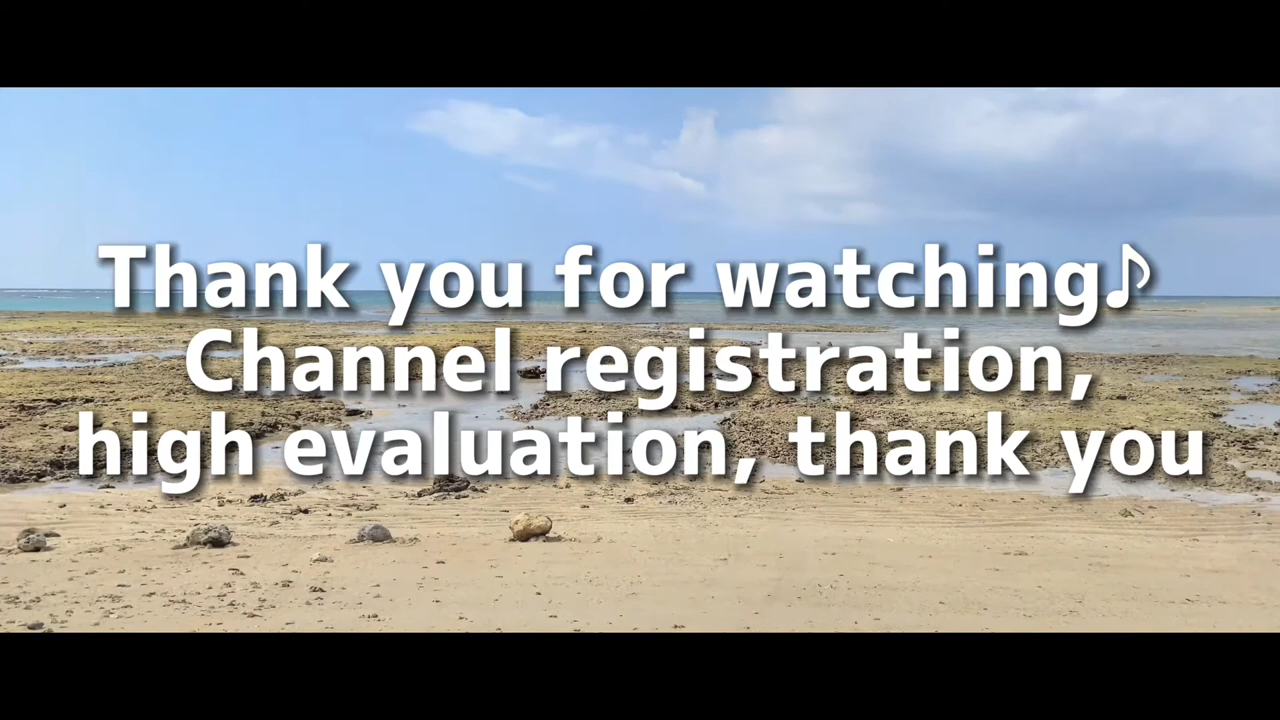 Thank you for watching♪
Channel registration,
high evaluation, thank you